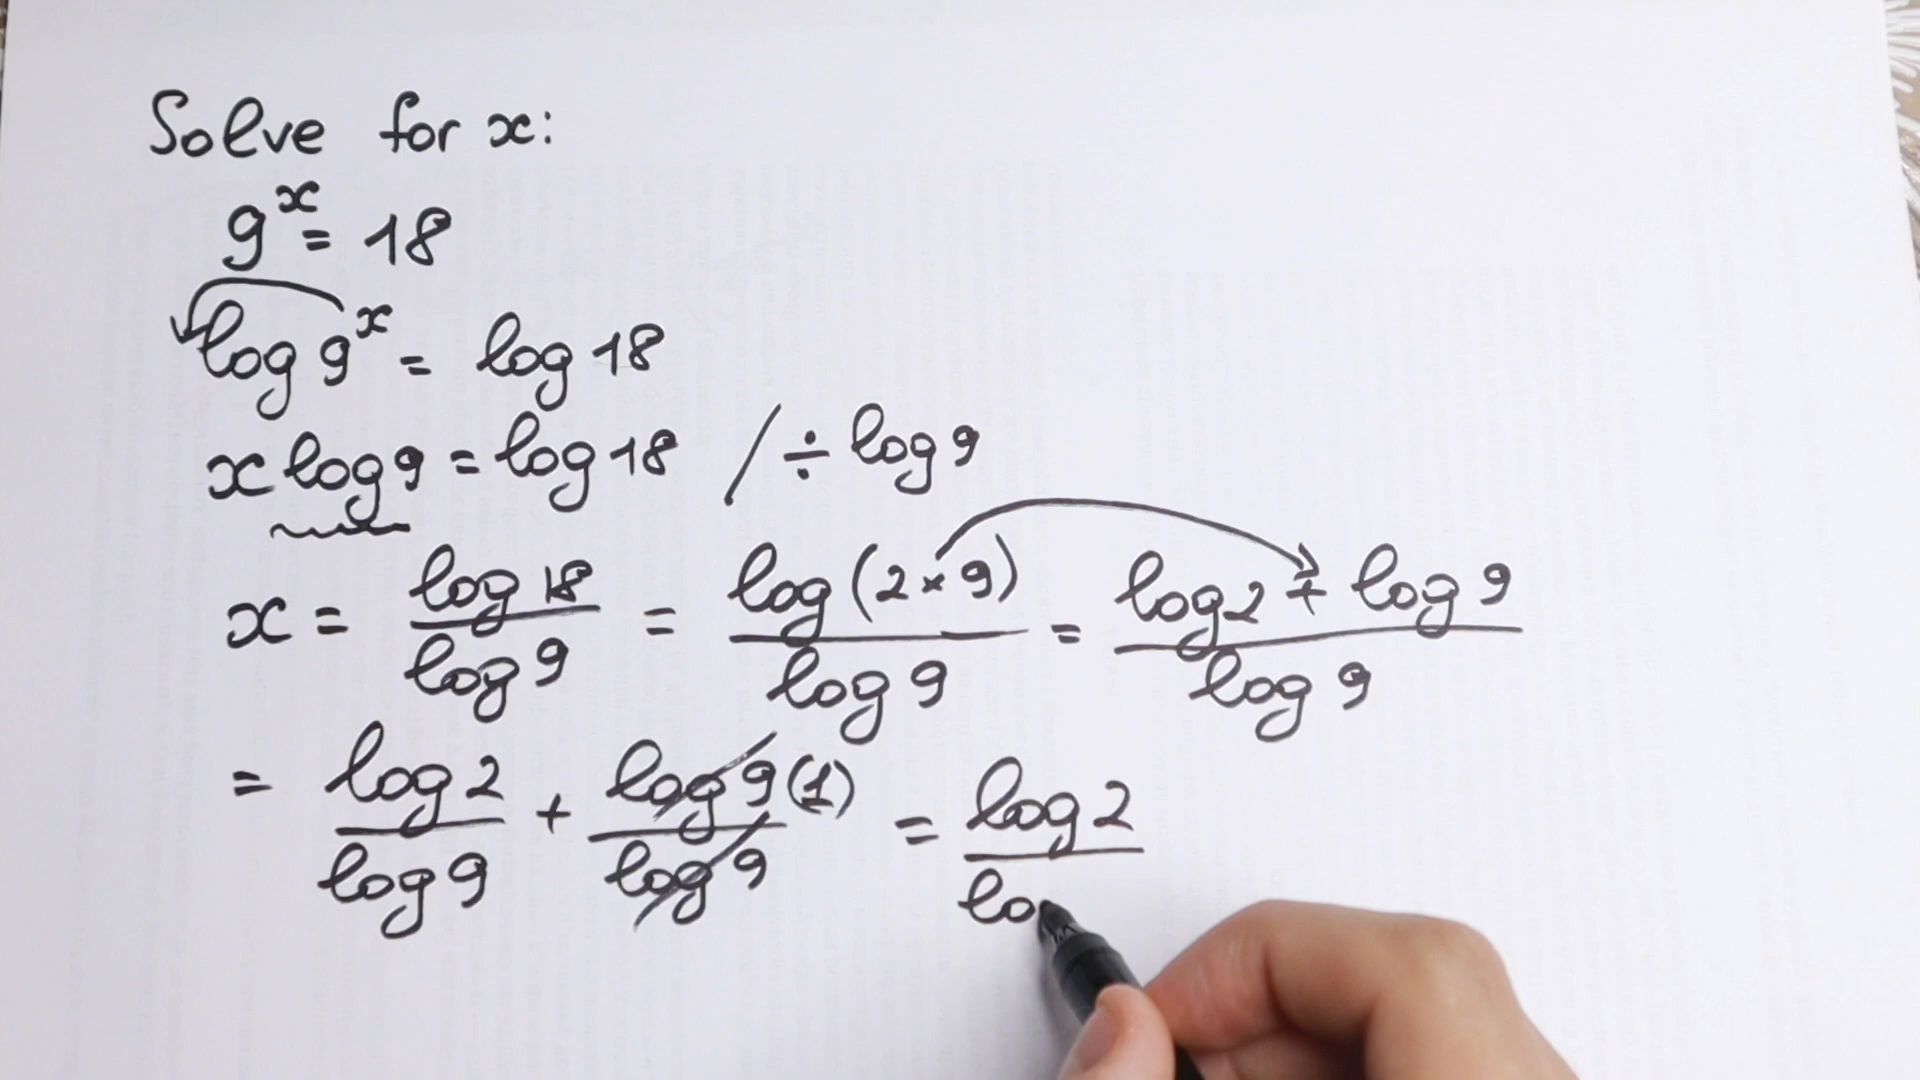 Solve for x:
9^x = 18
log 9^x = log 18
x log 9 = log 18 / ÷ log 9
x = log 18 / log 9 = log (2 × 9) / log 9 = log 2 + log 9 / log 9
= log 2 / log 9 + log 9 (1) / log 9 = log 2 / lo